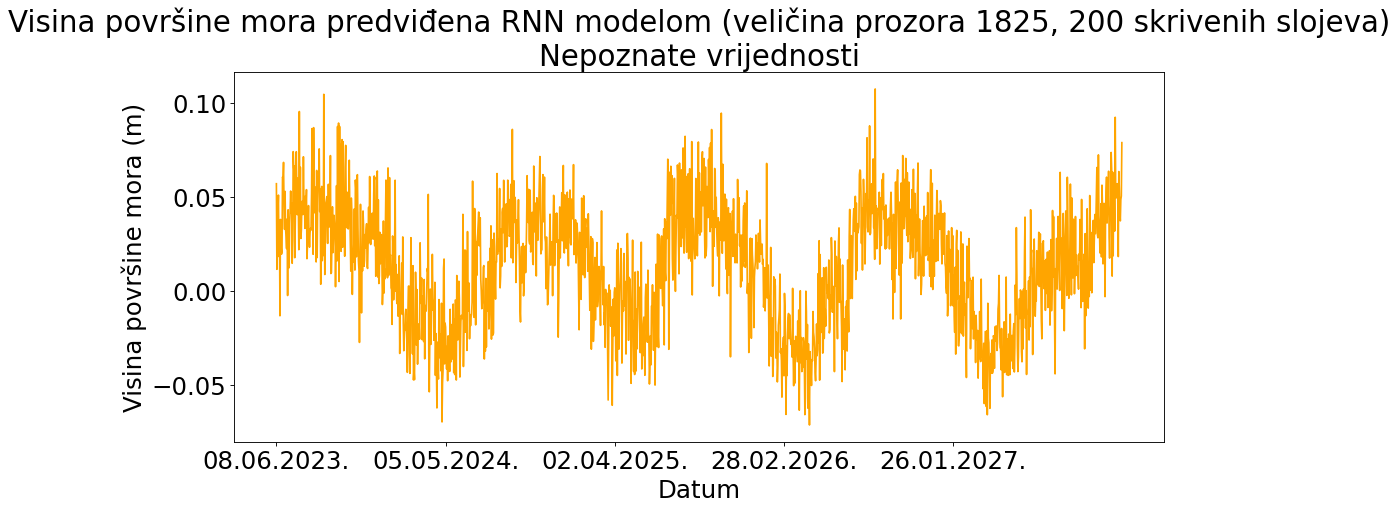 Visina površine mora predviđena RNN modelom (veličina prozora 1825, 200 skrivenih slojeva)
Nepoznate vrijednosti
Visina površine mora (m)
0.10
0.05
0.00
−0.05
08.06.2023. 05.05.2024. 02.04.2025. 28.02.2026. 26.01.2027.
Datum